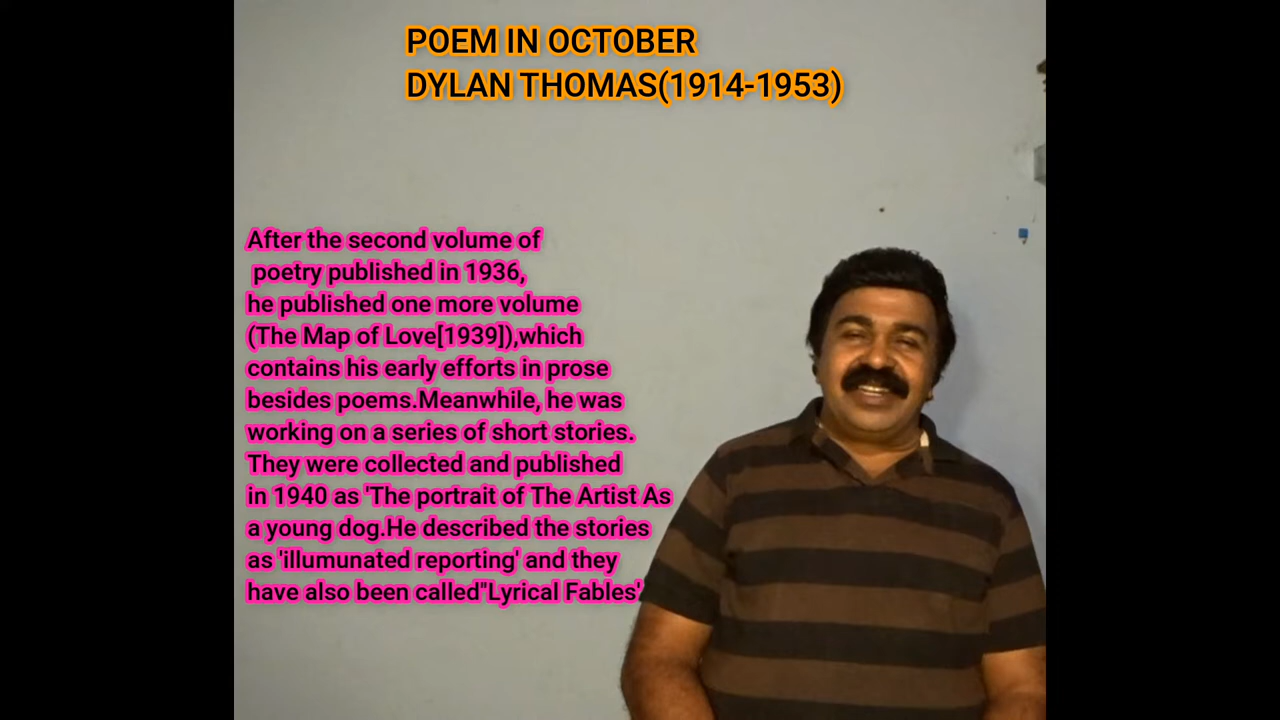 POEM IN OCTOBER
DYLAN THOMAS(1914-1953)
After the second volume of
poetry published in 1936,
he published one more volume
(The Map of Love[1939]),which
contains his early efforts in prose
besides poems.Meanwhile, he was
working on a series of short stories.
They were collected and published
in 1940 as 'The portrait of The Artist As
a young dog.He described the stories
as 'illumunated reporting' and they
have also been called"Lyrical Fables'